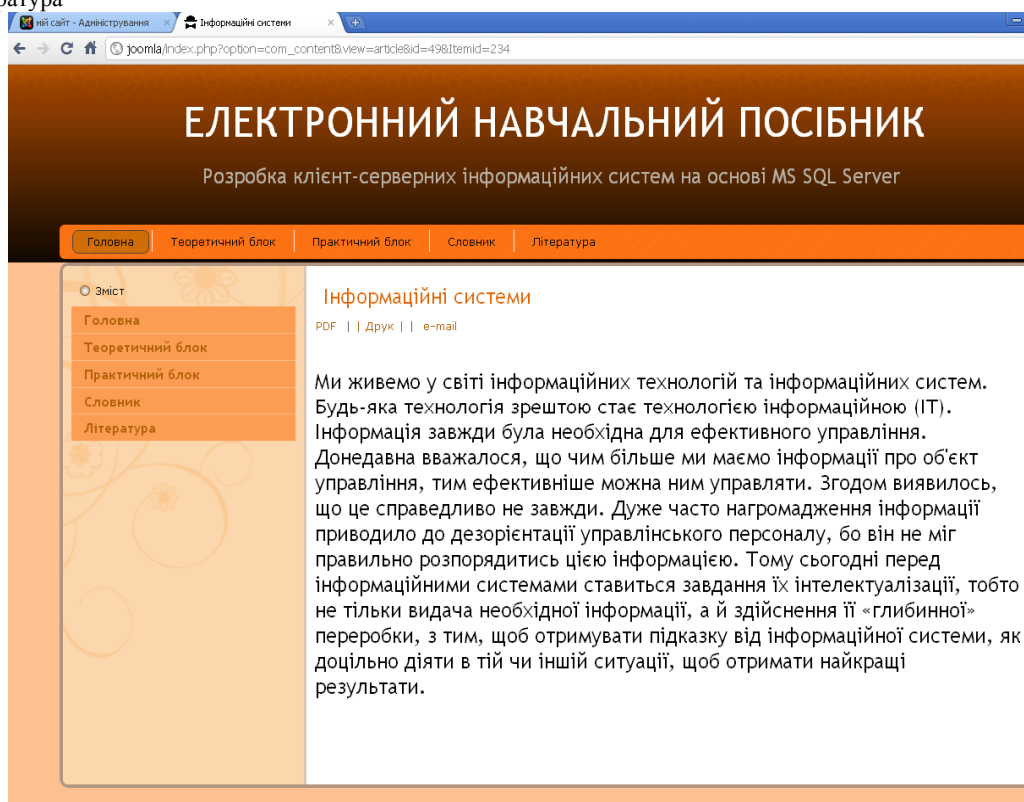 мій сайт - Адміністрування
Інформаційні системи
joomla/index.php?option=com_content&view=article&id=49&Itemid=234
ЕЛЕКТРОННИЙ НАВЧАЛЬНИЙ ПОСІБНИК
Розробка клієнт-серверних інформаційних систем на основі MS SQL Server
Головна Теоретичний блок Практичний блок Словник Література
Зміст
Головна
Теоретичний блок
Практичний блок
Словник
Література
Інформаційні системи
PDF | | Друк | | e-mail
Ми живемо у світі інформаційних технологій та інформаційних систем.
Будь-яка технологія зрештою стає технологією інформаційною (ІТ).
Інформація завжди була необхідна для ефективного управління.
Донедавна вважалося, що чим більше ми маємо інформації про об'єкт
управління, тим ефективніше можна ним управляти. Згодом виявилось,
що це справедливо не завжди. Дуже часто нагромадження інформації
приводило до дезорієнтації управлінського персоналу, бо він не міг
правильно розпорядитись цією інформацією. Тому сьогодні перед
інформаційними системами ставиться завдання їх інтелектуалізації, тобто
не тільки видача необхідної інформації, а й здійснення її «глибинної»
переробки, з тим, щоб отримувати підказку від інформаційної системи, як
доцільно діяти в тій чи іншій ситуації, щоб отримати найкращі
результати.